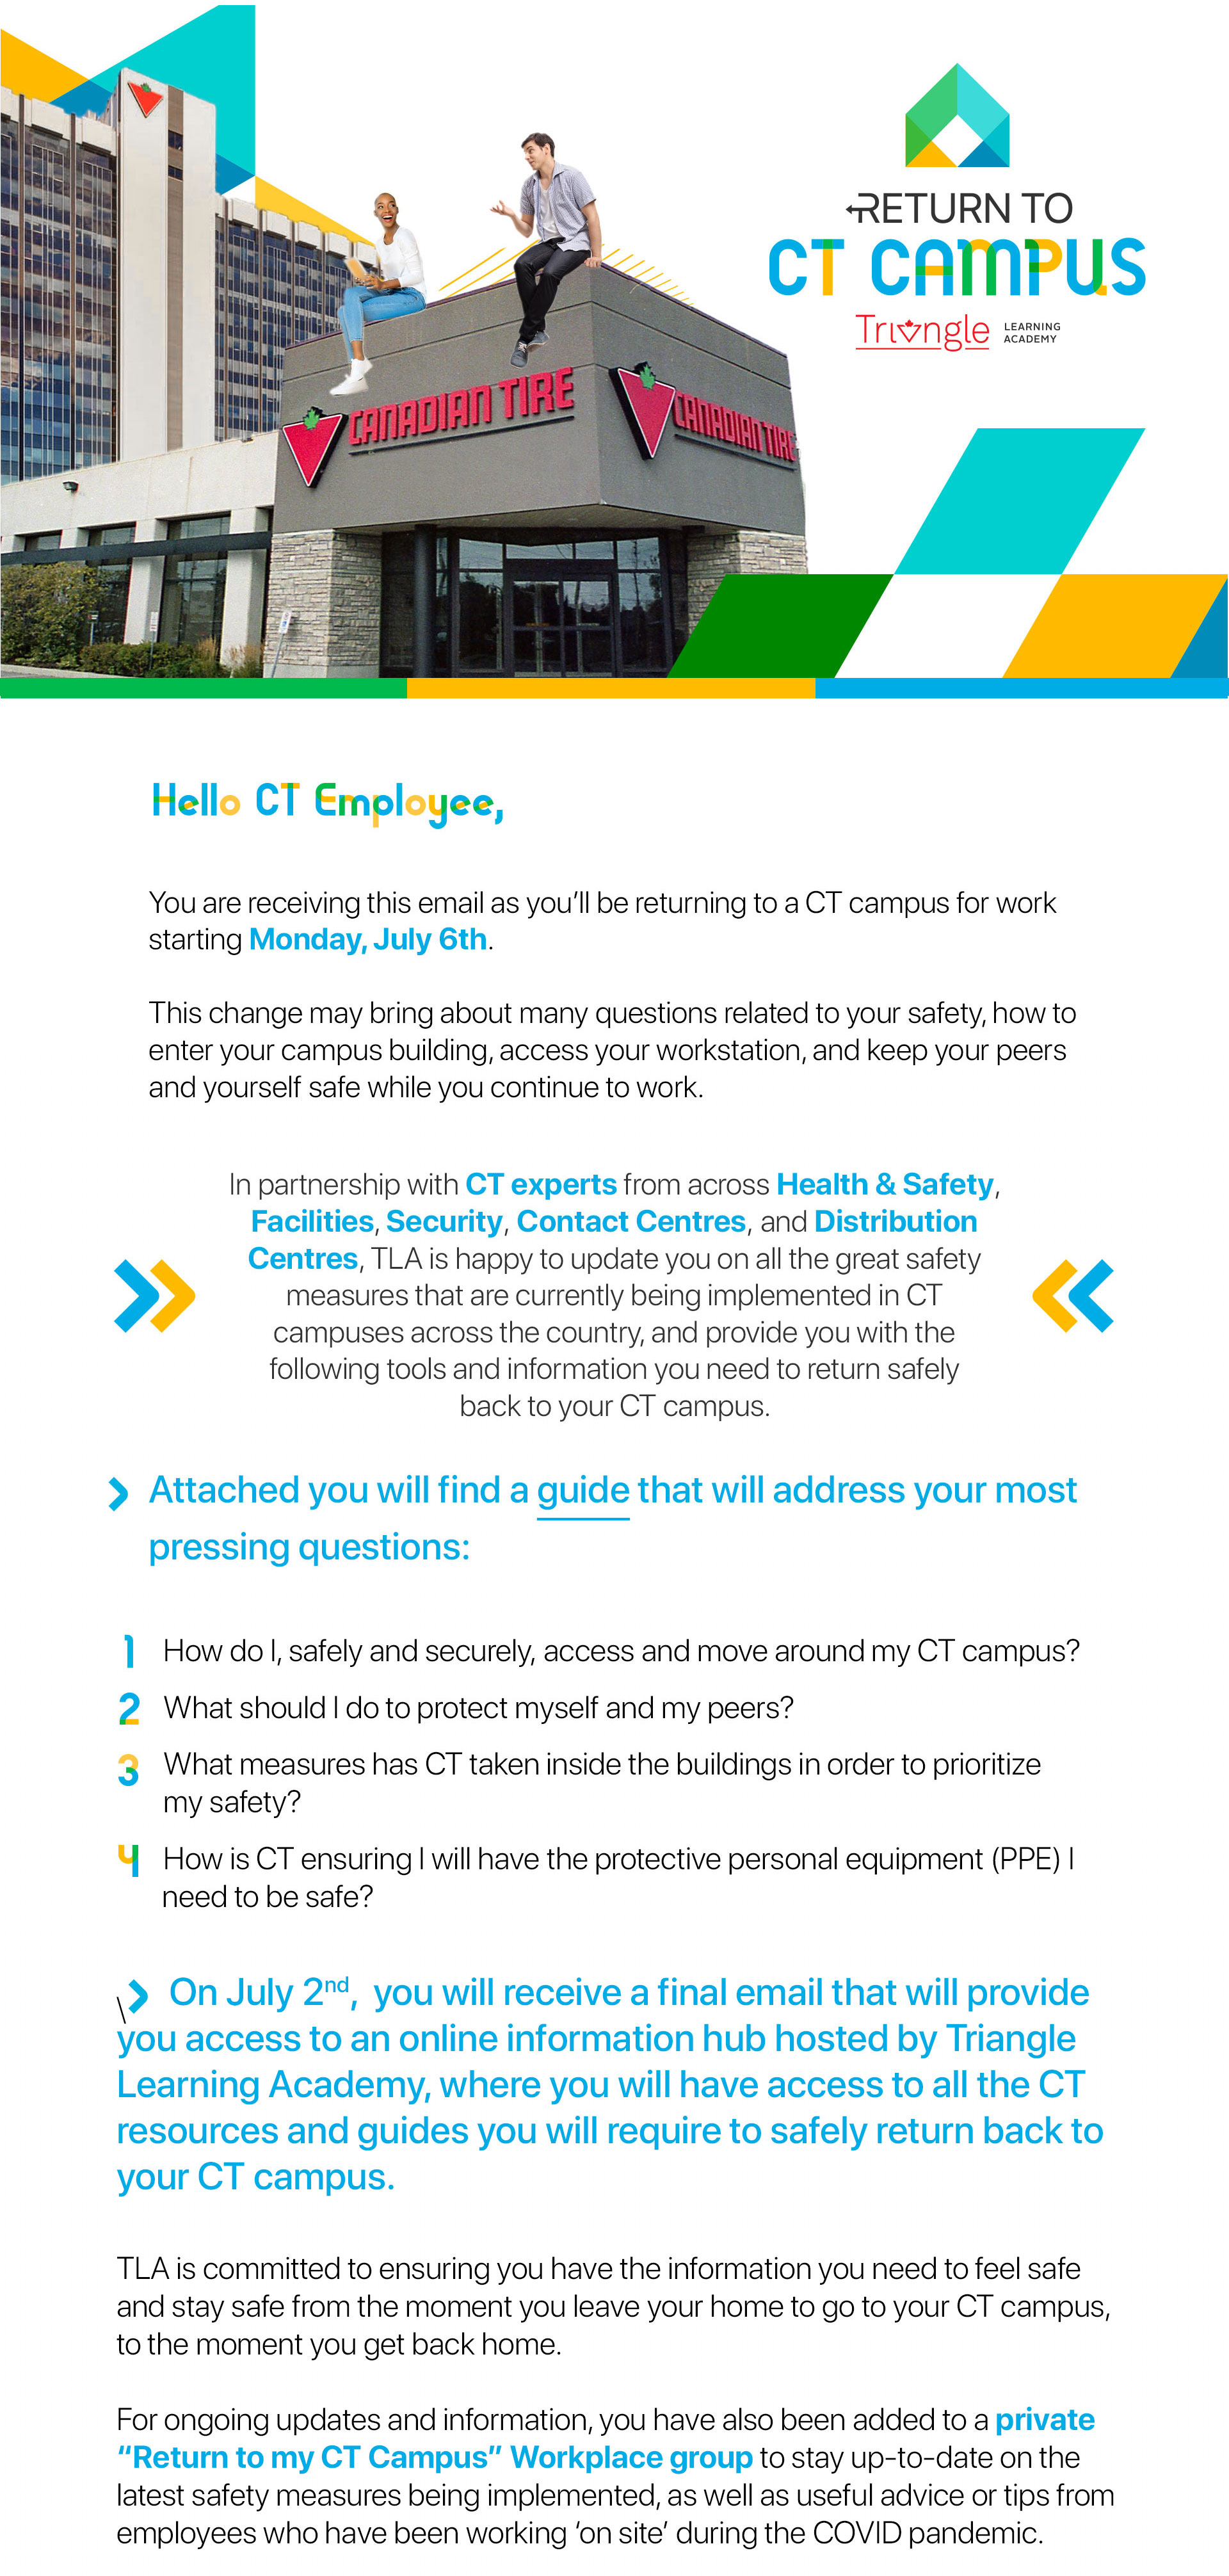 RETURN TO
CT CAMPUS
Triangle LEARNING
ACADEMY
CANADIAN TIRE
CANADIAN TIRE
Hello CT Employee,
You are receiving this email as you'll be returning to a CT campus for work
starting Monday, July 6th.
This change may bring about many questions related to your safety, how to
enter your campus building, access your workstation, and keep your peers
and yourself safe while you continue to work.
In partnership with CT experts from across Health & Safety,
Facilities, Security, Contact Centres, and Distribution
Centres, TLA is happy to update you on all the great safety
measures that are currently being implemented in CT
campuses across the country, and provide you with the
following tools and information you need to return safely
back to your CT campus.
Attached you will find a guide that will address your most
pressing questions:
1 How do I, safely and securely, access and move around my CT campus?
2 What should I do to protect myself and my peers?
3 What measures has CT taken inside the buildings in order to prioritize
my safety?
4 How is CT ensuring I will have the protective personal equipment (PPE) I
need to be safe?
\ On July 2nd, you will receive a final email that will provide
you access to an online information hub hosted by Triangle
Learning Academy, where you will have access to all the CT
resources and guides you will require to safely return back to
your CT campus.
TLA is committed to ensuring you have the information you need to feel safe
and stay safe from the moment you leave your home to go to your CT campus,
to the moment you get back home.
For ongoing updates and information, you have also been added to a private
“Return to my CT Campus” Workplace group to stay up-to-date on the
latest safety measures being implemented, as well as useful advice or tips from
employees who have been working ‘on site’ during the COVID pandemic.